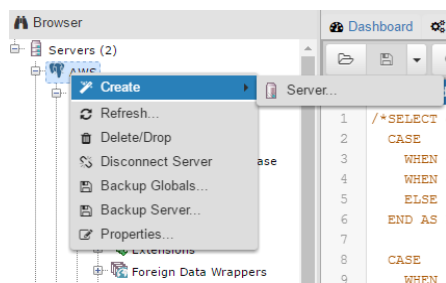 Browser
Dashboard
Servers (2)
AWS
Create
Server...
Refresh...
Delete/Drop
Disconnect Server
ase
Backup Globals...
Backup Server...
Properties...
Extensions
Foreign Data Wrappers
1 /*SELECT
2 CASE
3 WHEN
4 WHEN
5 ELSE
6 END AS
7
8 CASE
9 WHEN